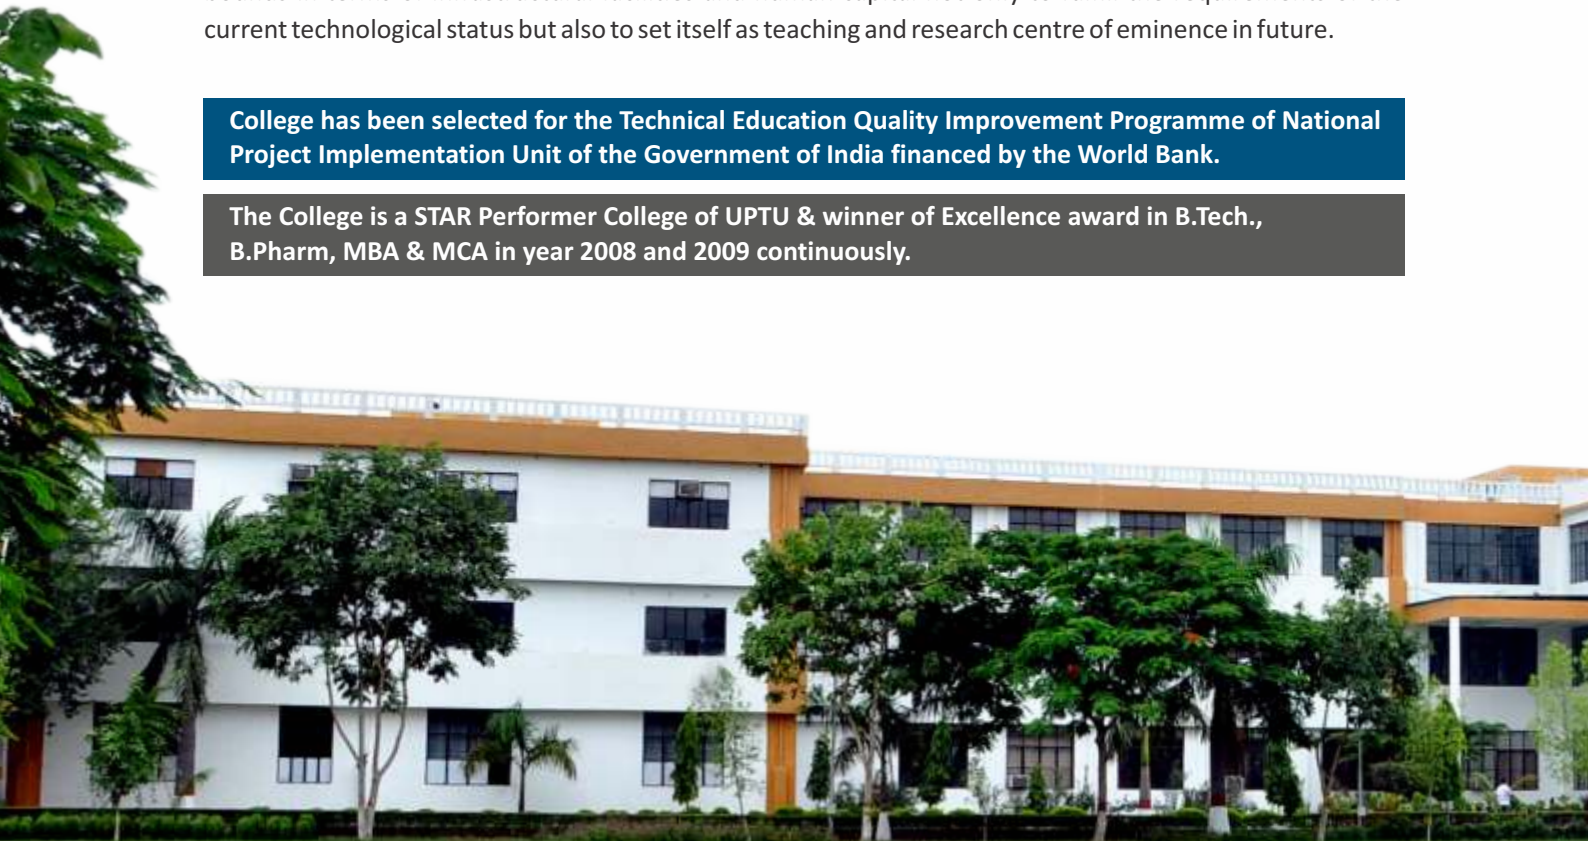 current technological status but also to set itself as teaching and research centre of eminence in future.
College has been selected for the Technical Education Quality Improvement Programme of National
Project Implementation Unit of the Government of India financed by the World Bank.
The College is a STAR Performer College of UPTU & winner of Excellence award in B.Tech.,
B.Pharm, MBA & MCA in year 2008 and 2009 continuously.